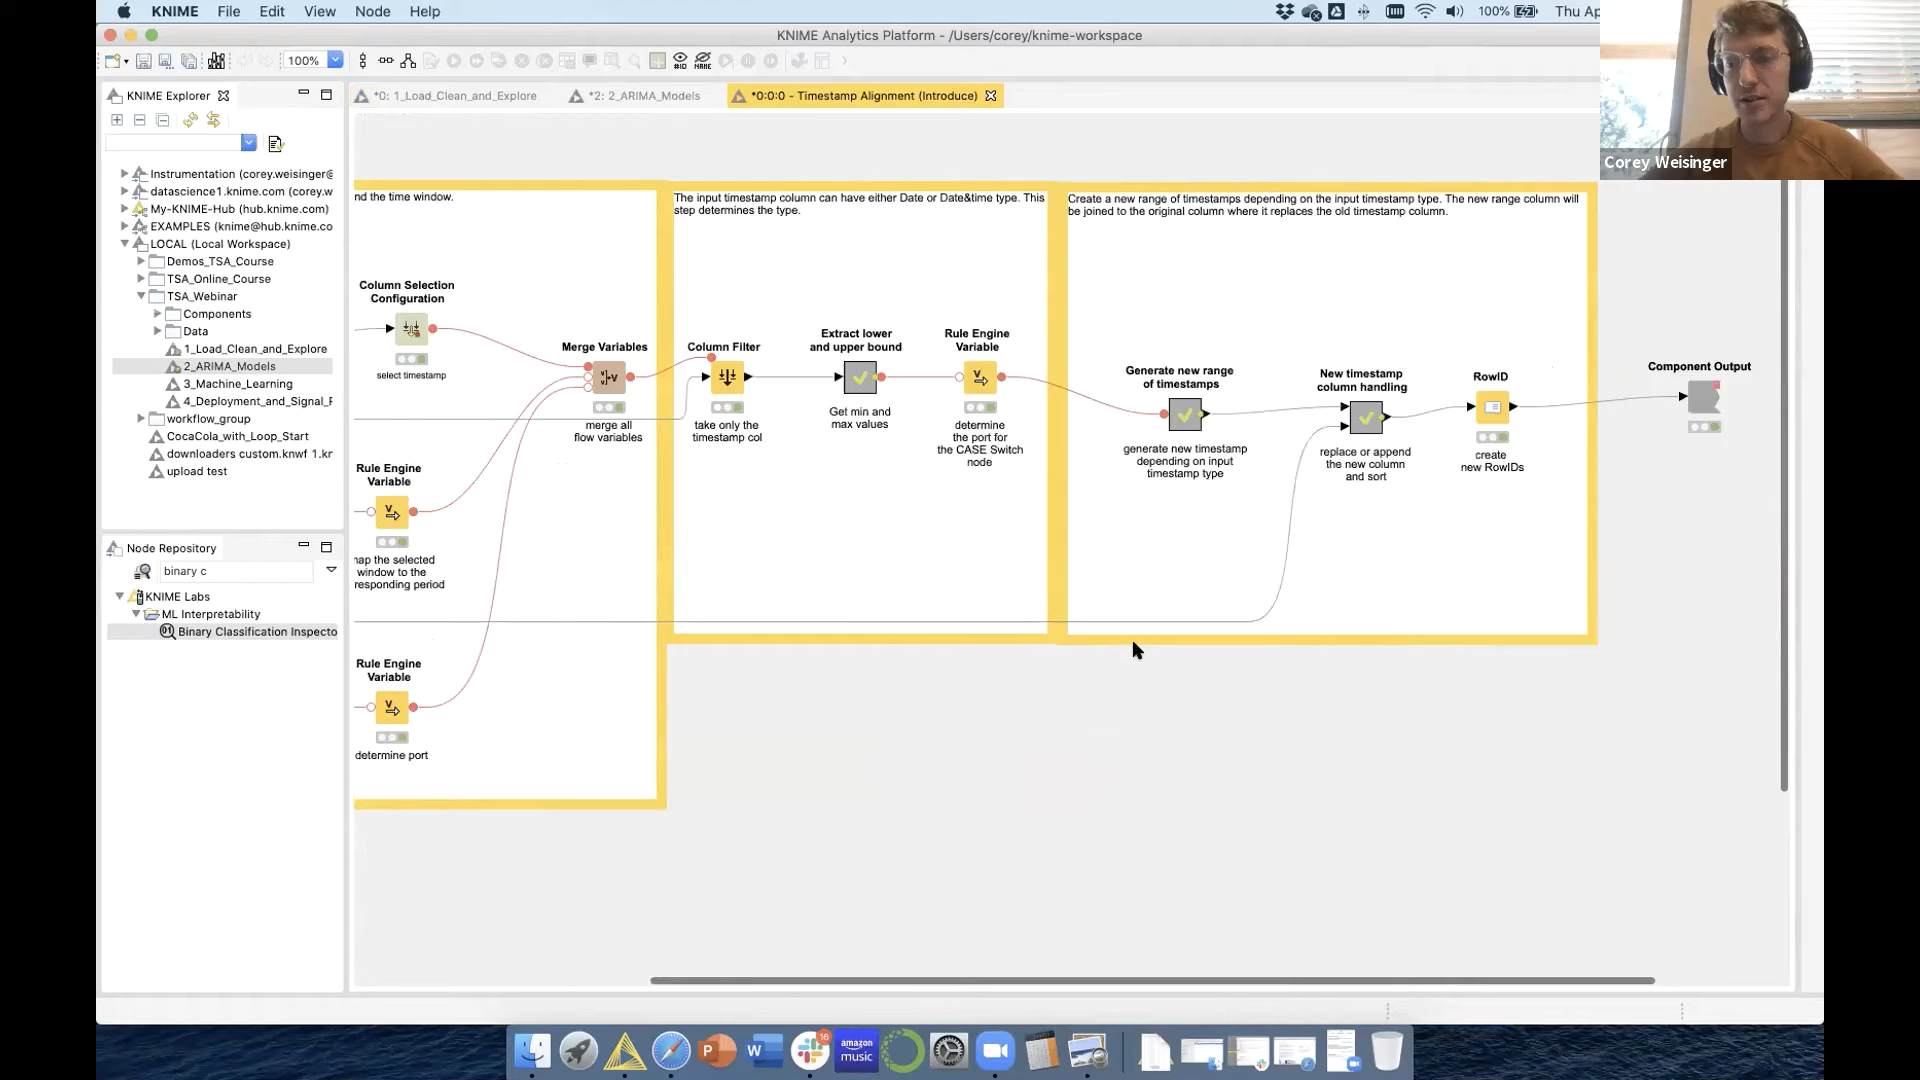 KNIME File Edit View Node Help
100% Thu Ap
KNIME Analytics Platform - /Users/corey/knime-workspace
100%
KNIME Explorer
*0: 1_Load_Clean_and_Explore
*2: 2_ARIMA_Models
*0:0:0 - Timestamp Alignment (Introduce)
Corey Weisinger
Instrumentation (corey.weisinger@
datascience1.knime.com (corey.w
My-KNIME-Hub (hub.knime.com)
EXAMPLES (knime@hub.knime.co
LOCAL (Local Workspace)
Demos_TSA_Course
TSA_Online_Course
TSA_Webinar
Components
Data
1_Load_Clean_and_Explore
2_ARIMA_Models
3_Machine_Learning
4_Deployment_and_Signal_F
workflow_group
CocaCola_with_Loop_Start
downloaders custom.knwf 1.kr
upload test
Node Repository
binary c
KNIME Labs
ML Interpretability
Binary Classification Inspecto
nd the time window.
Column Selection
Configuration
select timestamp
Merge Variables
merge all
flow variables
Rule Engine
Variable
nap the selected
window to the
responding period
Rule Engine
Variable
determine port
The input timestamp column can have either Date or Date&time type. This
step determines the type.
Column Filter
take only the
timestamp col
Extract lower
and upper bound
Get min and
max values
Rule Engine
Variable
determine
the port for
the CASE Switch
node
Create a new range of timestamps depending on the input timestamp type. The new range column will
be joined to the original column where it replaces the old timestamp column.
Generate new range
of timestamps
generate new timestamp
depending on input
timestamp type
New timestamp
column handling
replace or append
the new column
and sort
RowID
create
new RowIDs
Component Output
P
W
16
amazon
music